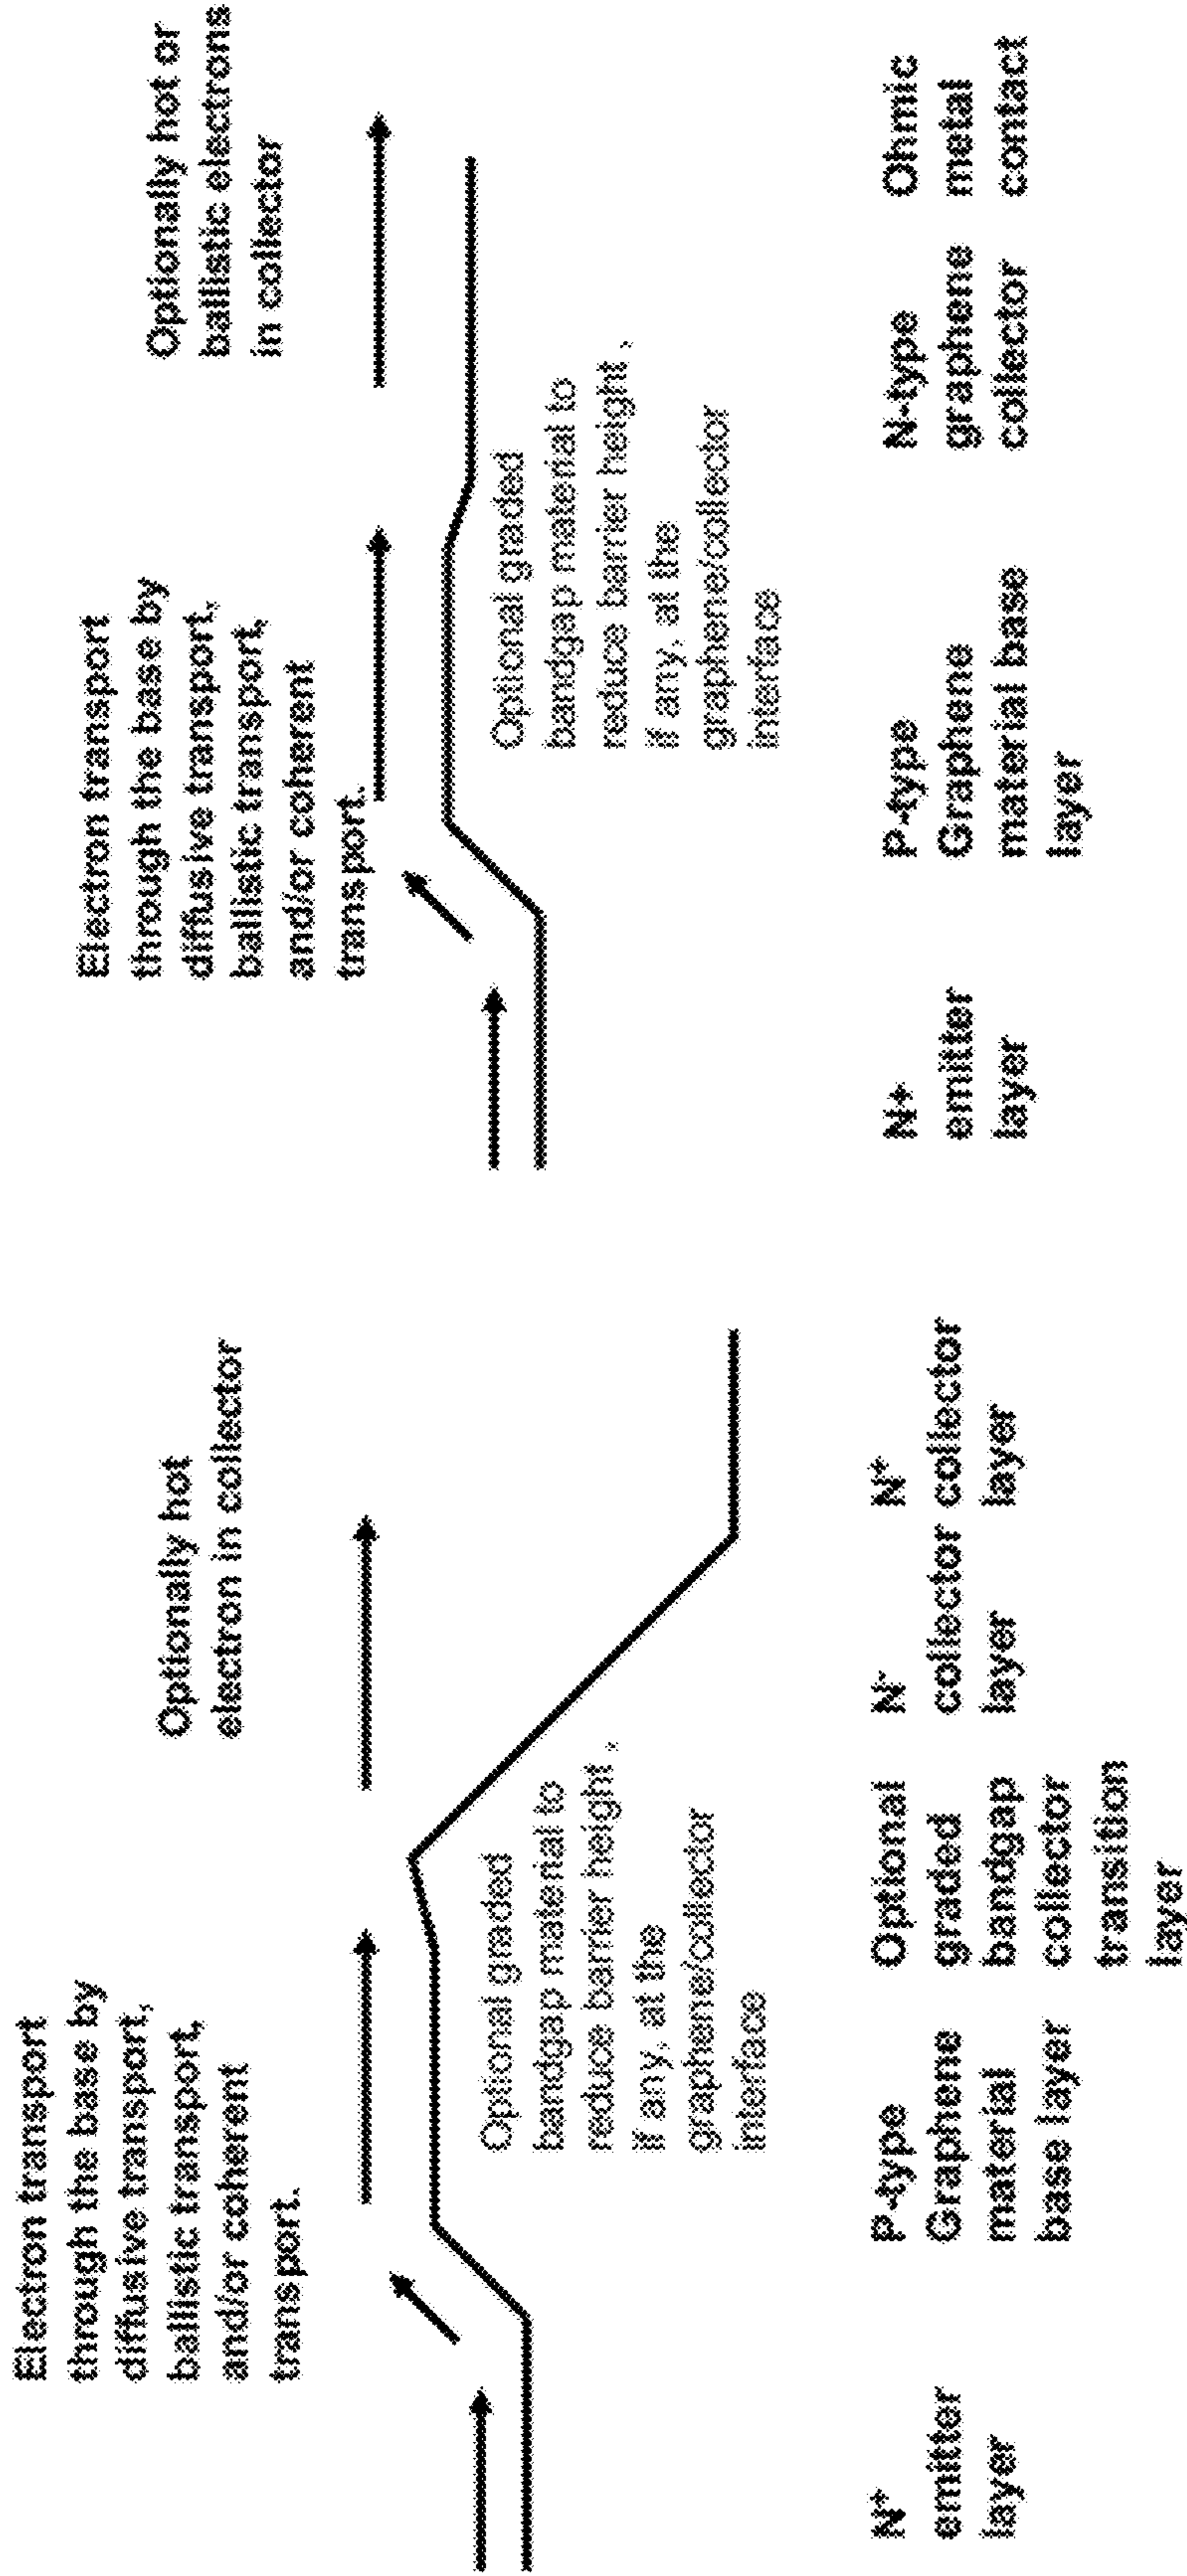 Electron transport
through the base by
diffusive transport,
ballistic transport,
and/or coherent
transport.
Optionally hot
electron in collector
Optional graded
bandgap material to
reduce barrier height ,
if any, at the
graphene/collector
interface
N+
emitter
layer
P-type
Graphene
material
base layer
Optional
graded
bandgap
collector
transition
layer
N-
collector
layer
N+
collector
layer
Electron transport
through the base by
diffusive transport,
ballistic transport,
and/or coherent
transport.
Optionally hot or
ballistic electrons
in collector
Optional graded
bandgap material to
reduce barrier height ,
if any, at the
graphene/collector
interface
N+
emitter
layer
P-type
Graphene
material base
layer
N-type
graphene
collector
Ohmic
metal
contact